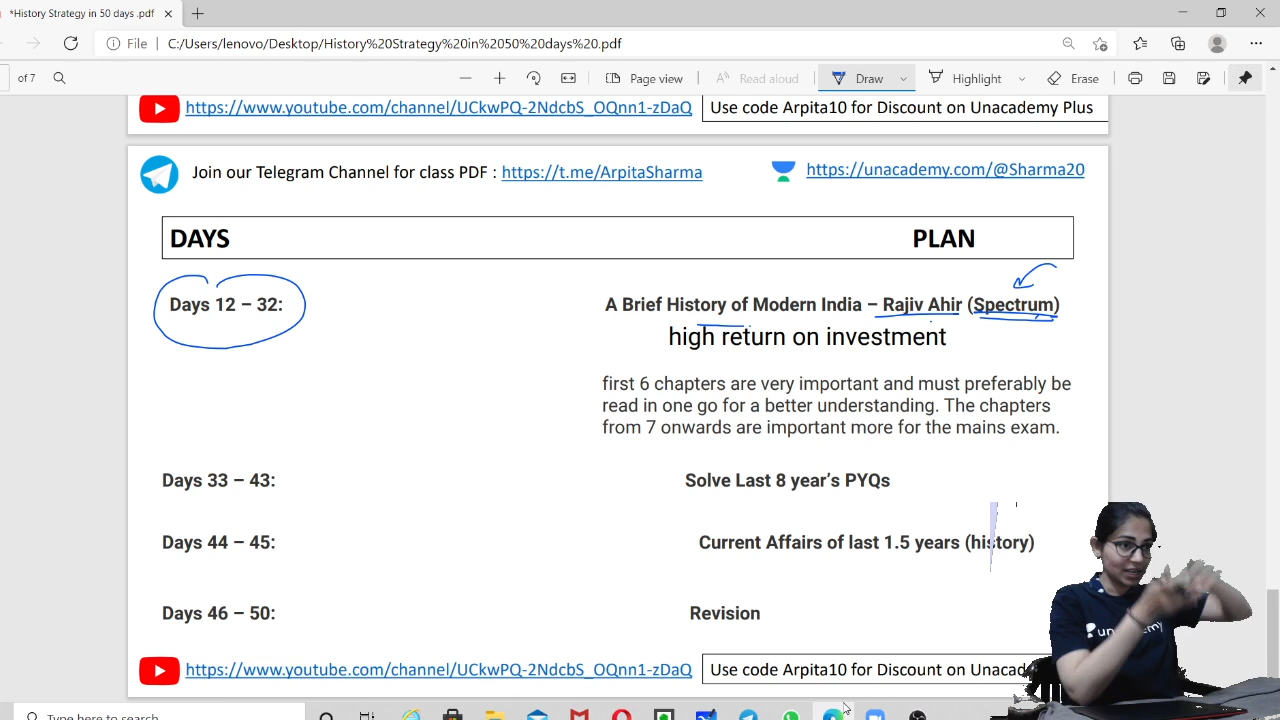 *History Strategy in 50 days .pdf
File C:/Users/lenovo/Desktop/History%20Strategy%20in%2050%20days%20.pdf
of 7 Page view Read aloud Draw Highlight Erase
https://www.youtube.com/channel/UCkwPQ-2NdcbS_OQnn1-zDaQ Use code Arpita10 for Discount on Unacademy Plus
Join our Telegram Channel for class PDF : https://t.me/ArpitaSharma https://unacademy.com/@Sharma20
DAYS PLAN
Days 12 – 32: A Brief History of Modern India – Rajiv Ahir (Spectrum)
high return on investment
first 6 chapters are very important and must preferably be
read in one go for a better understanding. The chapters
from 7 onwards are important more for the mains exam.
Days 33 – 43: Solve Last 8 year’s PYQs
Days 44 – 45: Current Affairs of last 1.5 years (history)
Days 46 – 50: Revision
https://www.youtube.com/channel/UCkwPQ-2NdcbS_OQnn1-zDaQ Use code Arpita10 for Discount on Unacad
Type here to search